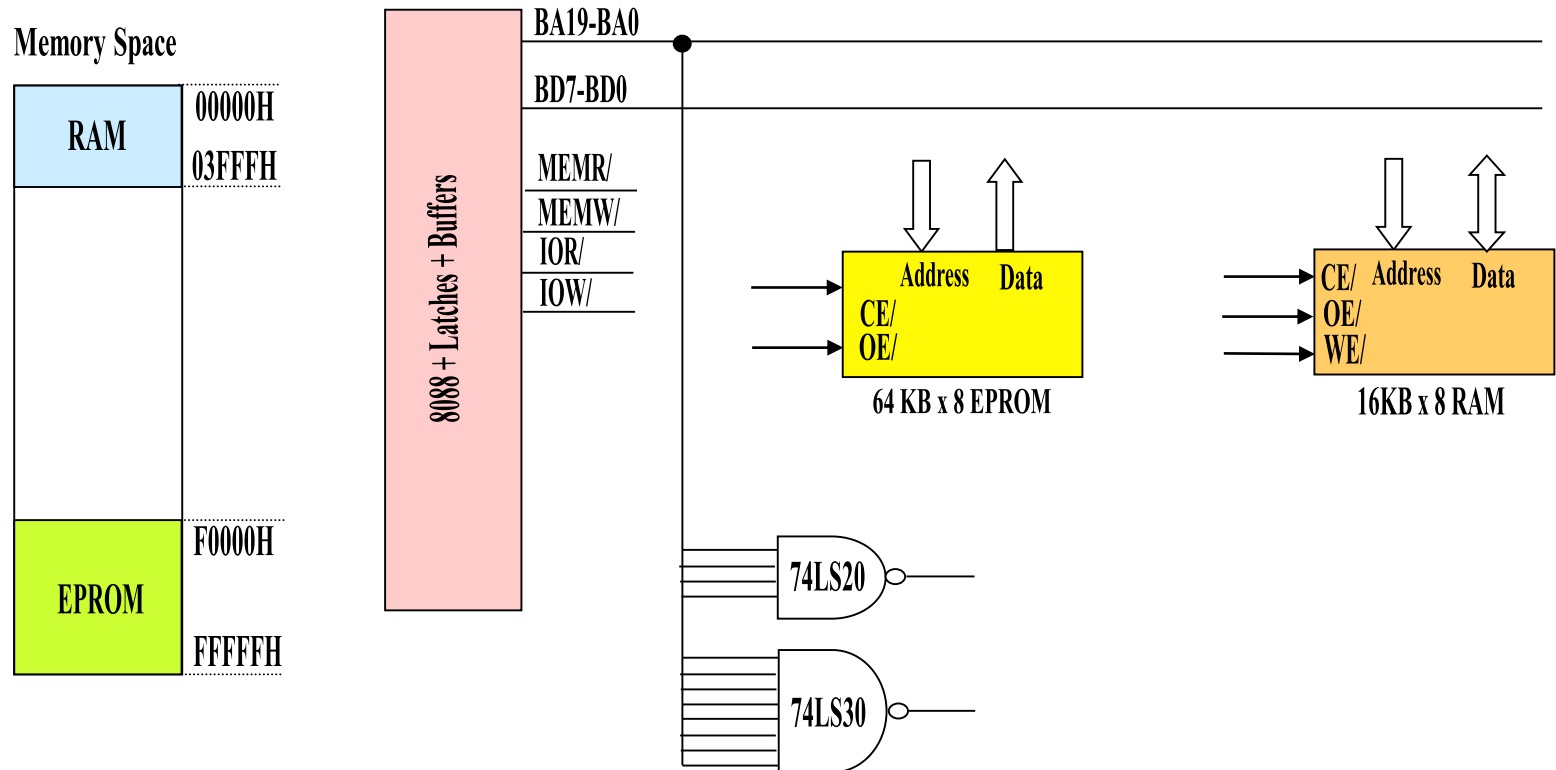 Memory Space
RAM
00000H
03FFFH
EPROM
F0000H
FFFFFH
8088 + Latches + Buffers
BA19-BA0
BD7-BD0
MEMR/
MEMW/
IOR/
IOW/
Address Data
CE/
OE/
64 KB x 8 EPROM
CE/ Address Data
OE/
WE/
16KB x 8 RAM
74LS20
74LS30